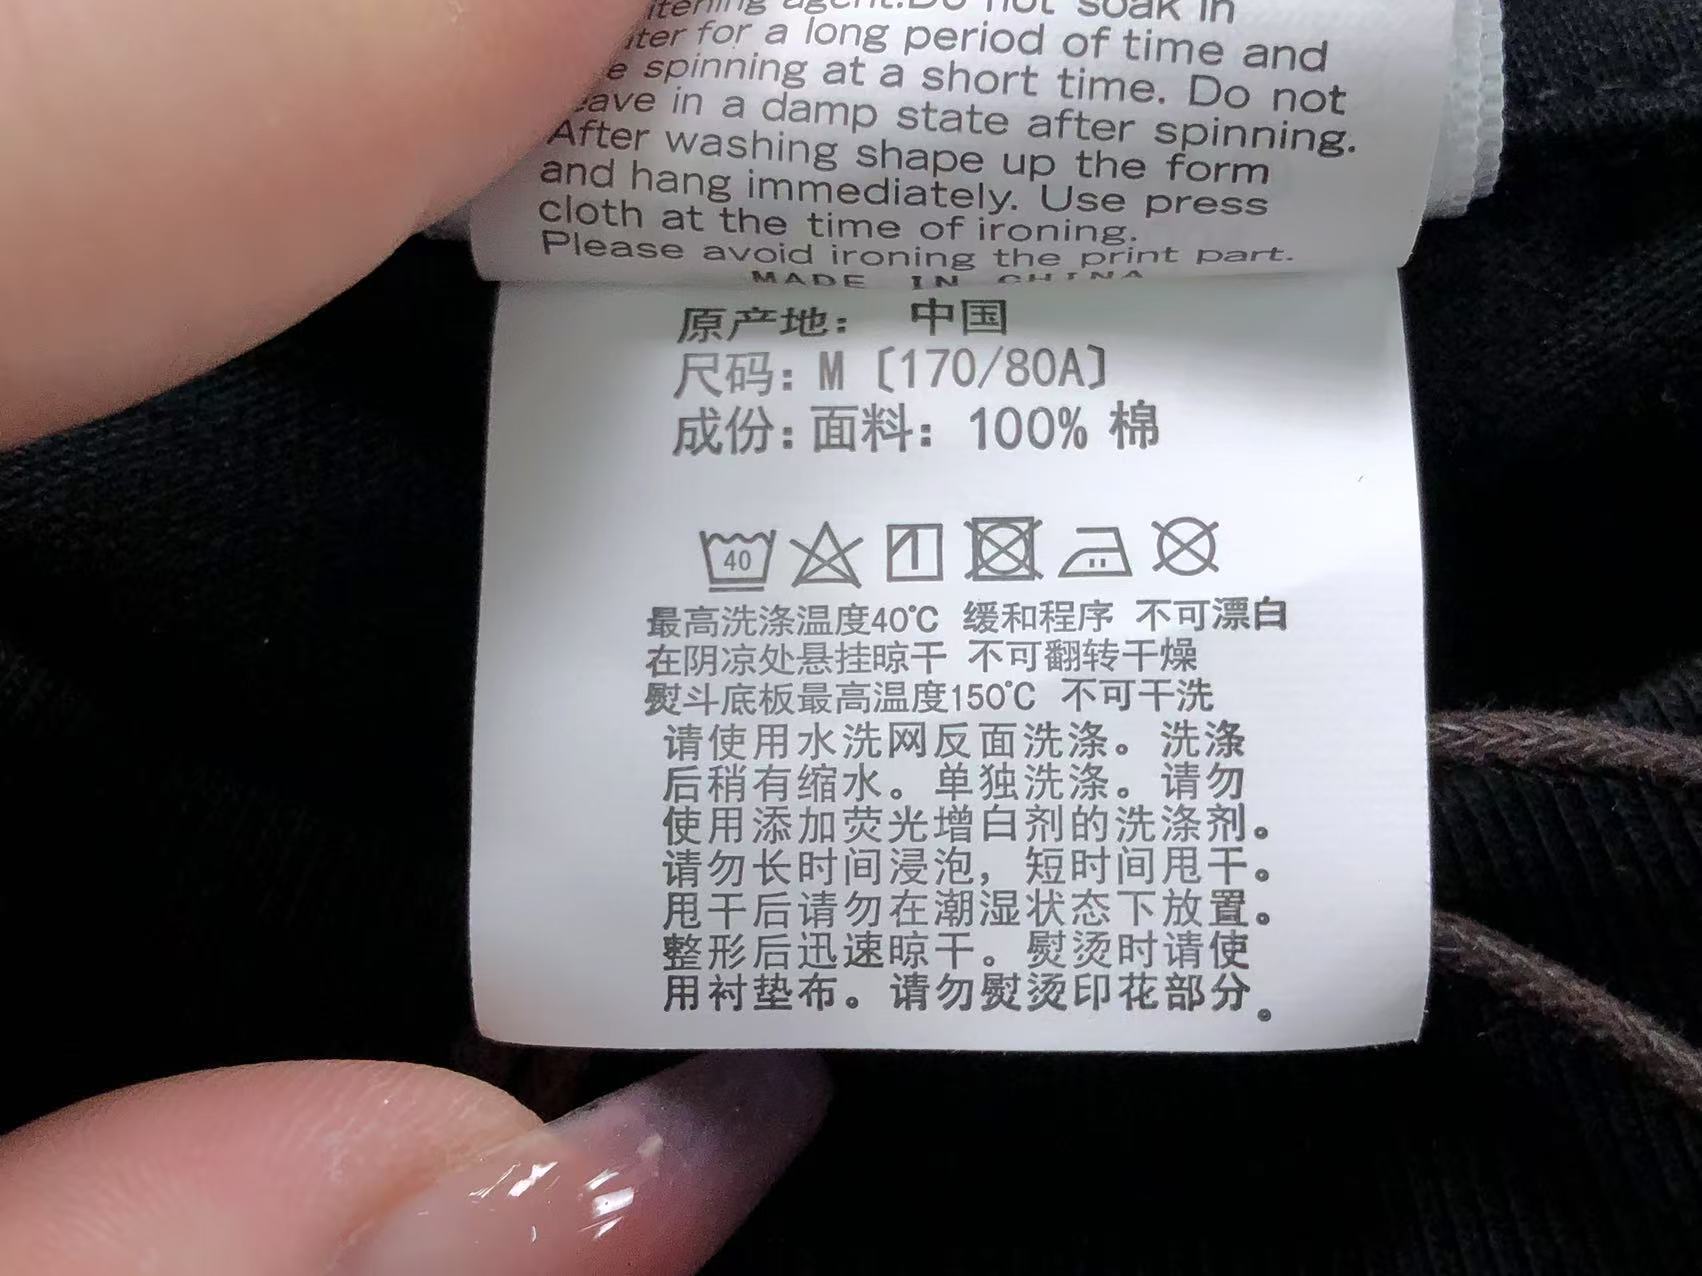 agent. Do not soak in
for a long period of time and
spinning at a short time. Do not
in a damp state after spinning.
After washing shape up the form
and hang immediately. Use press
cloth at the time of ironing.
Please avoid ironing the print part.
MADE IN CHINA
原产地： 中国
尺码：M〔170/80A〕
成份：面料：100% 棉
40
最高洗涤温度40℃ 缓和程序 不可漂白
在阴凉处悬挂晾干 不可翻转干燥
熨斗底板最高温度150℃ 不可干洗
请使用水洗网反面洗涤。洗涤
后稍有缩水。单独洗涤。请勿
使用添加荧光增白剂的洗涤剂。
请勿长时间浸泡，短时间甩干。
甩干后请勿在潮湿状态下放置。
整形后迅速晾干。熨烫时请使
用衬垫布。请勿熨烫印花部分。